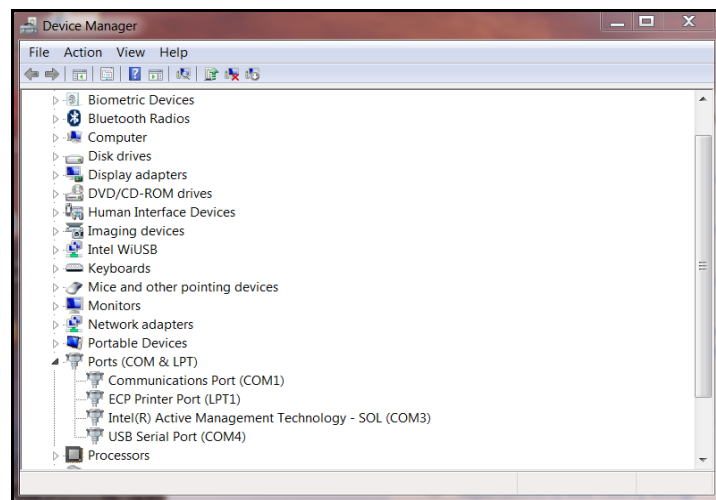 Device Manager
File Action View Help
Biometric Devices
Bluetooth Radios
Computer
Disk drives
Display adapters
DVD/CD-ROM drives
Human Interface Devices
Imaging devices
Intel WiUSB
Keyboards
Mice and other pointing devices
Monitors
Network adapters
Portable Devices
Ports (COM & LPT)
Communications Port (COM1)
ECP Printer Port (LPT1)
Intel(R) Active Management Technology - SOL (COM3)
USB Serial Port (COM4)
Processors